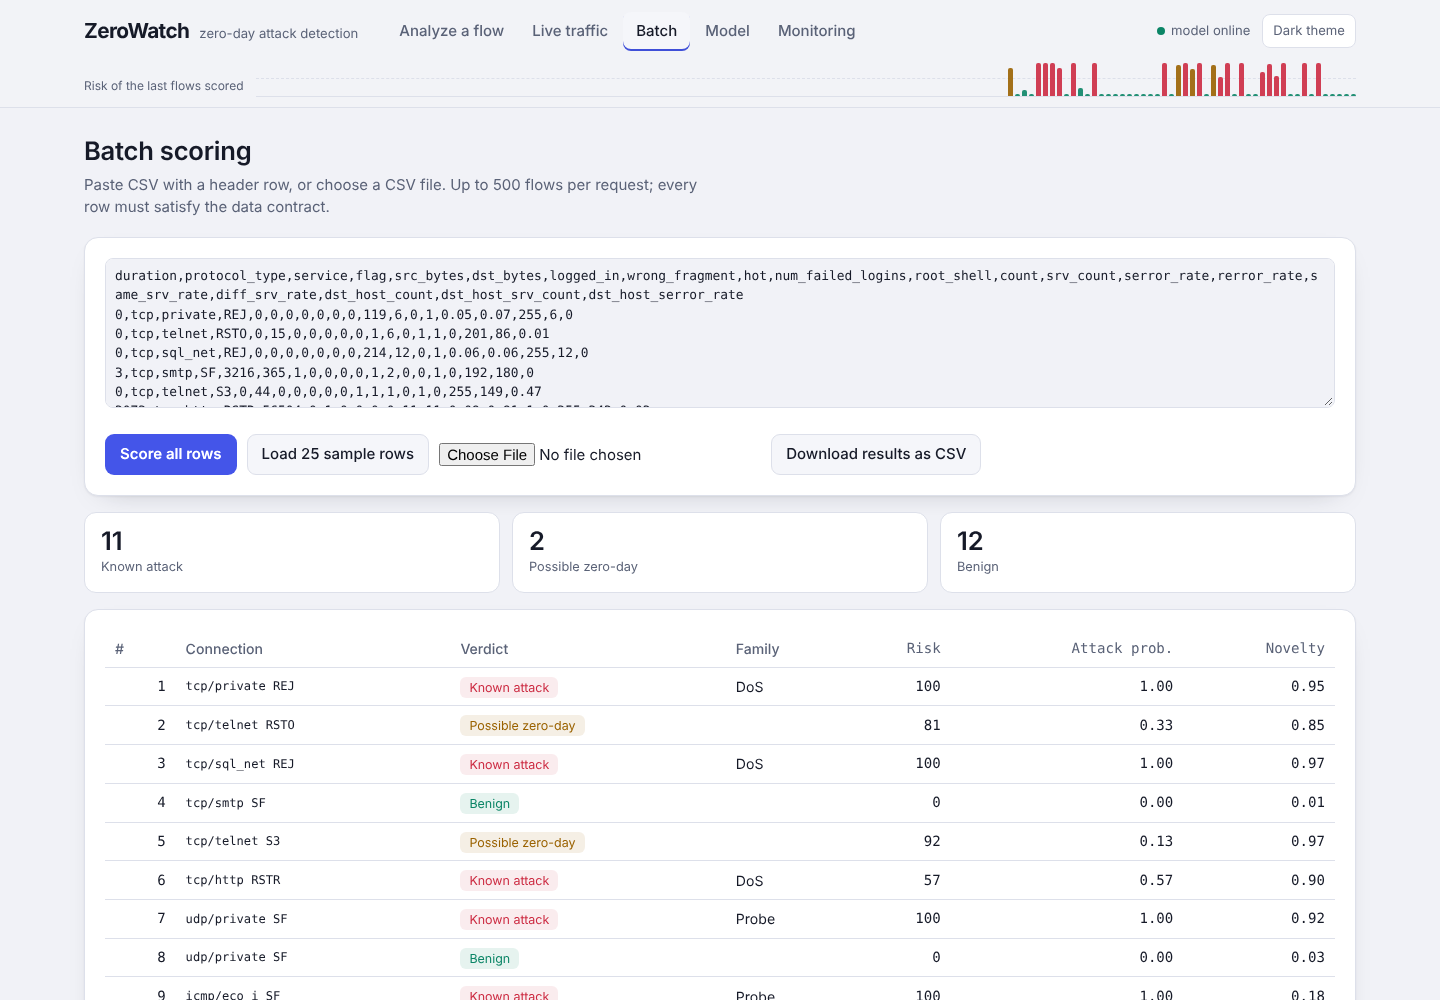 ZeroWatch zero-day attack detection Analyze a flow Live traffic Batch Model Monitoring model online Dark theme
Risk of the last flows scored
Batch scoring
Paste CSV with a header row, or choose a CSV file. Up to 500 flows per request; every
row must satisfy the data contract.
duration,protocol_type,service,flag,src_bytes,dst_bytes,logged_in,wrong_fragment,hot,num_failed_logins,root_shell,count,srv_count,serror_rate,rerror_rate,s
ame_srv_rate,diff_srv_rate,dst_host_count,dst_host_srv_count,dst_host_serror_rate
0,tcp,private,REJ,0,0,0,0,0,0,0,119,6,0,1,0.05,0.07,255,6,0
0,tcp,telnet,RSTO,0,15,0,0,0,0,0,1,6,0,1,1,0,201,86,0.01
0,tcp,sql_net,REJ,0,0,0,0,0,0,0,214,12,0,1,0.06,0.06,255,12,0
3,tcp,smtp,SF,3216,365,1,0,0,0,0,1,2,0,0,1,0,192,180,0
0,tcp,telnet,S3,0,44,0,0,0,0,0,1,1,1,0,1,0,255,149,0.47
Score all rows Load 25 sample rows Choose File No file chosen Download results as CSV
11
Known attack
2
Possible zero-day
12
Benign
# Connection Verdict Family Risk Attack prob. Novelty
1 tcp/private REJ Known attack DoS 100 1.00 0.95
2 tcp/telnet RSTO Possible zero-day 81 0.33 0.85
3 tcp/sql_net REJ Known attack DoS 100 1.00 0.97
4 tcp/smtp SF Benign 0 0.00 0.01
5 tcp/telnet S3 Possible zero-day 92 0.13 0.97
6 tcp/http RSTR Known attack DoS 57 0.57 0.90
7 udp/private SF Known attack Probe 100 1.00 0.92
8 udp/private SF Benign 0 0.00 0.03
9 icmp/eco_i SF Known attack Probe 100 1.00 0.18